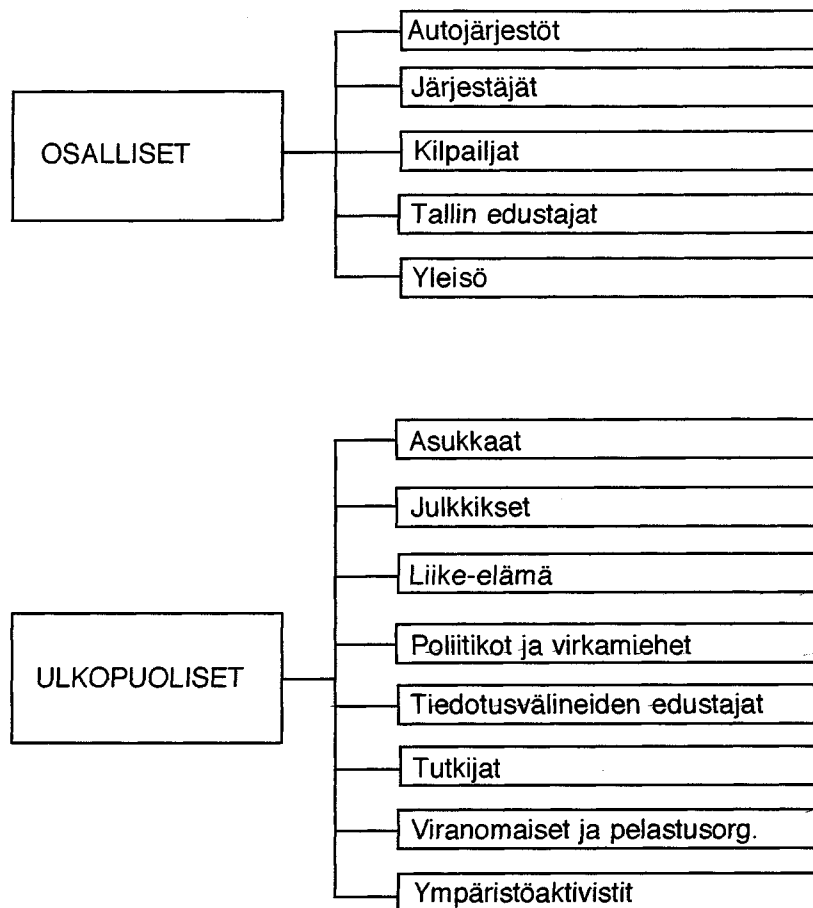 OSALLISET
Autojärjestöt
Järjestäjät
Kilpailjat
Tallin edustajat
Yleisö
ULKOPUOLISET
Asukkaat
Julkkikset
Liike-elämä
Poliitikot ja virkamiehet
Tiedotusvälineiden edustajat
Tutkijat
Viranomaiset ja pelastusorg.
Ympäristöaktivistit